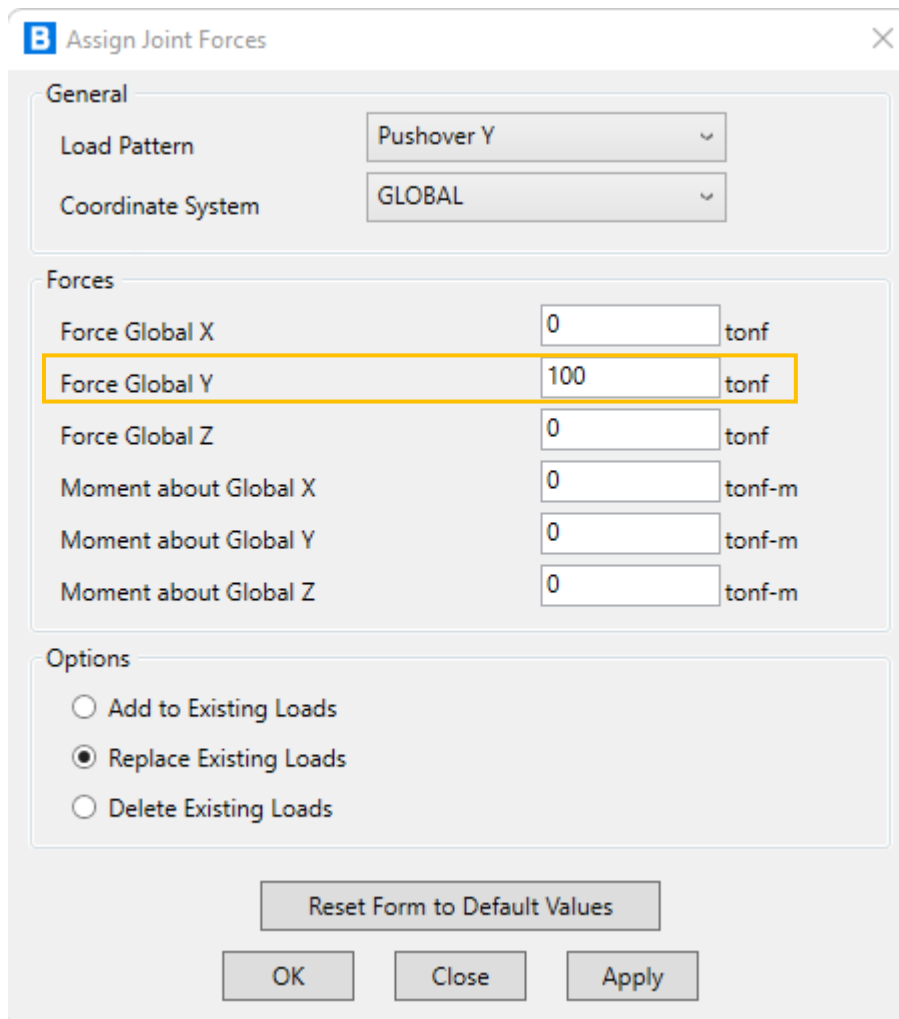 B Assign Joint Forces
General
Load Pattern Pushover Y
Coordinate System GLOBAL
Forces
Force Global X 0 tonf
Force Global Y 100 tonf
Force Global Z 0 tonf
Moment about Global X 0 tonf-m
Moment about Global Y 0 tonf-m
Moment about Global Z 0 tonf-m
Options
Add to Existing Loads
Replace Existing Loads
Delete Existing Loads
Reset Form to Default Values
OK Close Apply